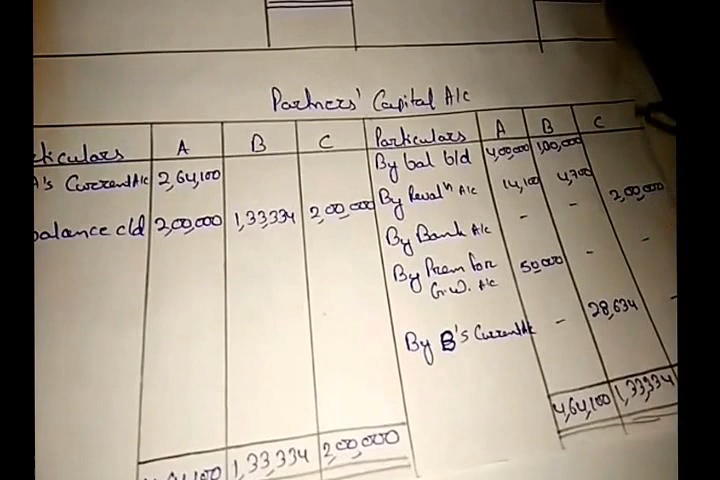 Partners' Capital A/c
Particulars A B C
A's Current A/c 2,64,100
balance c/d 2,00,000 1,33,334 2,00,000
1,33,334 2,00,000
Particulars A B C
By bal b/d 4,00,000 1,00,000
By Revalⁿ A/c 14,100 4,700
By Bank A/c - - 2,00,000
By Prem for G.W. A/c 50,000 - -
By B's Current A/c - 28,634 -
4,64,100 1,33,334